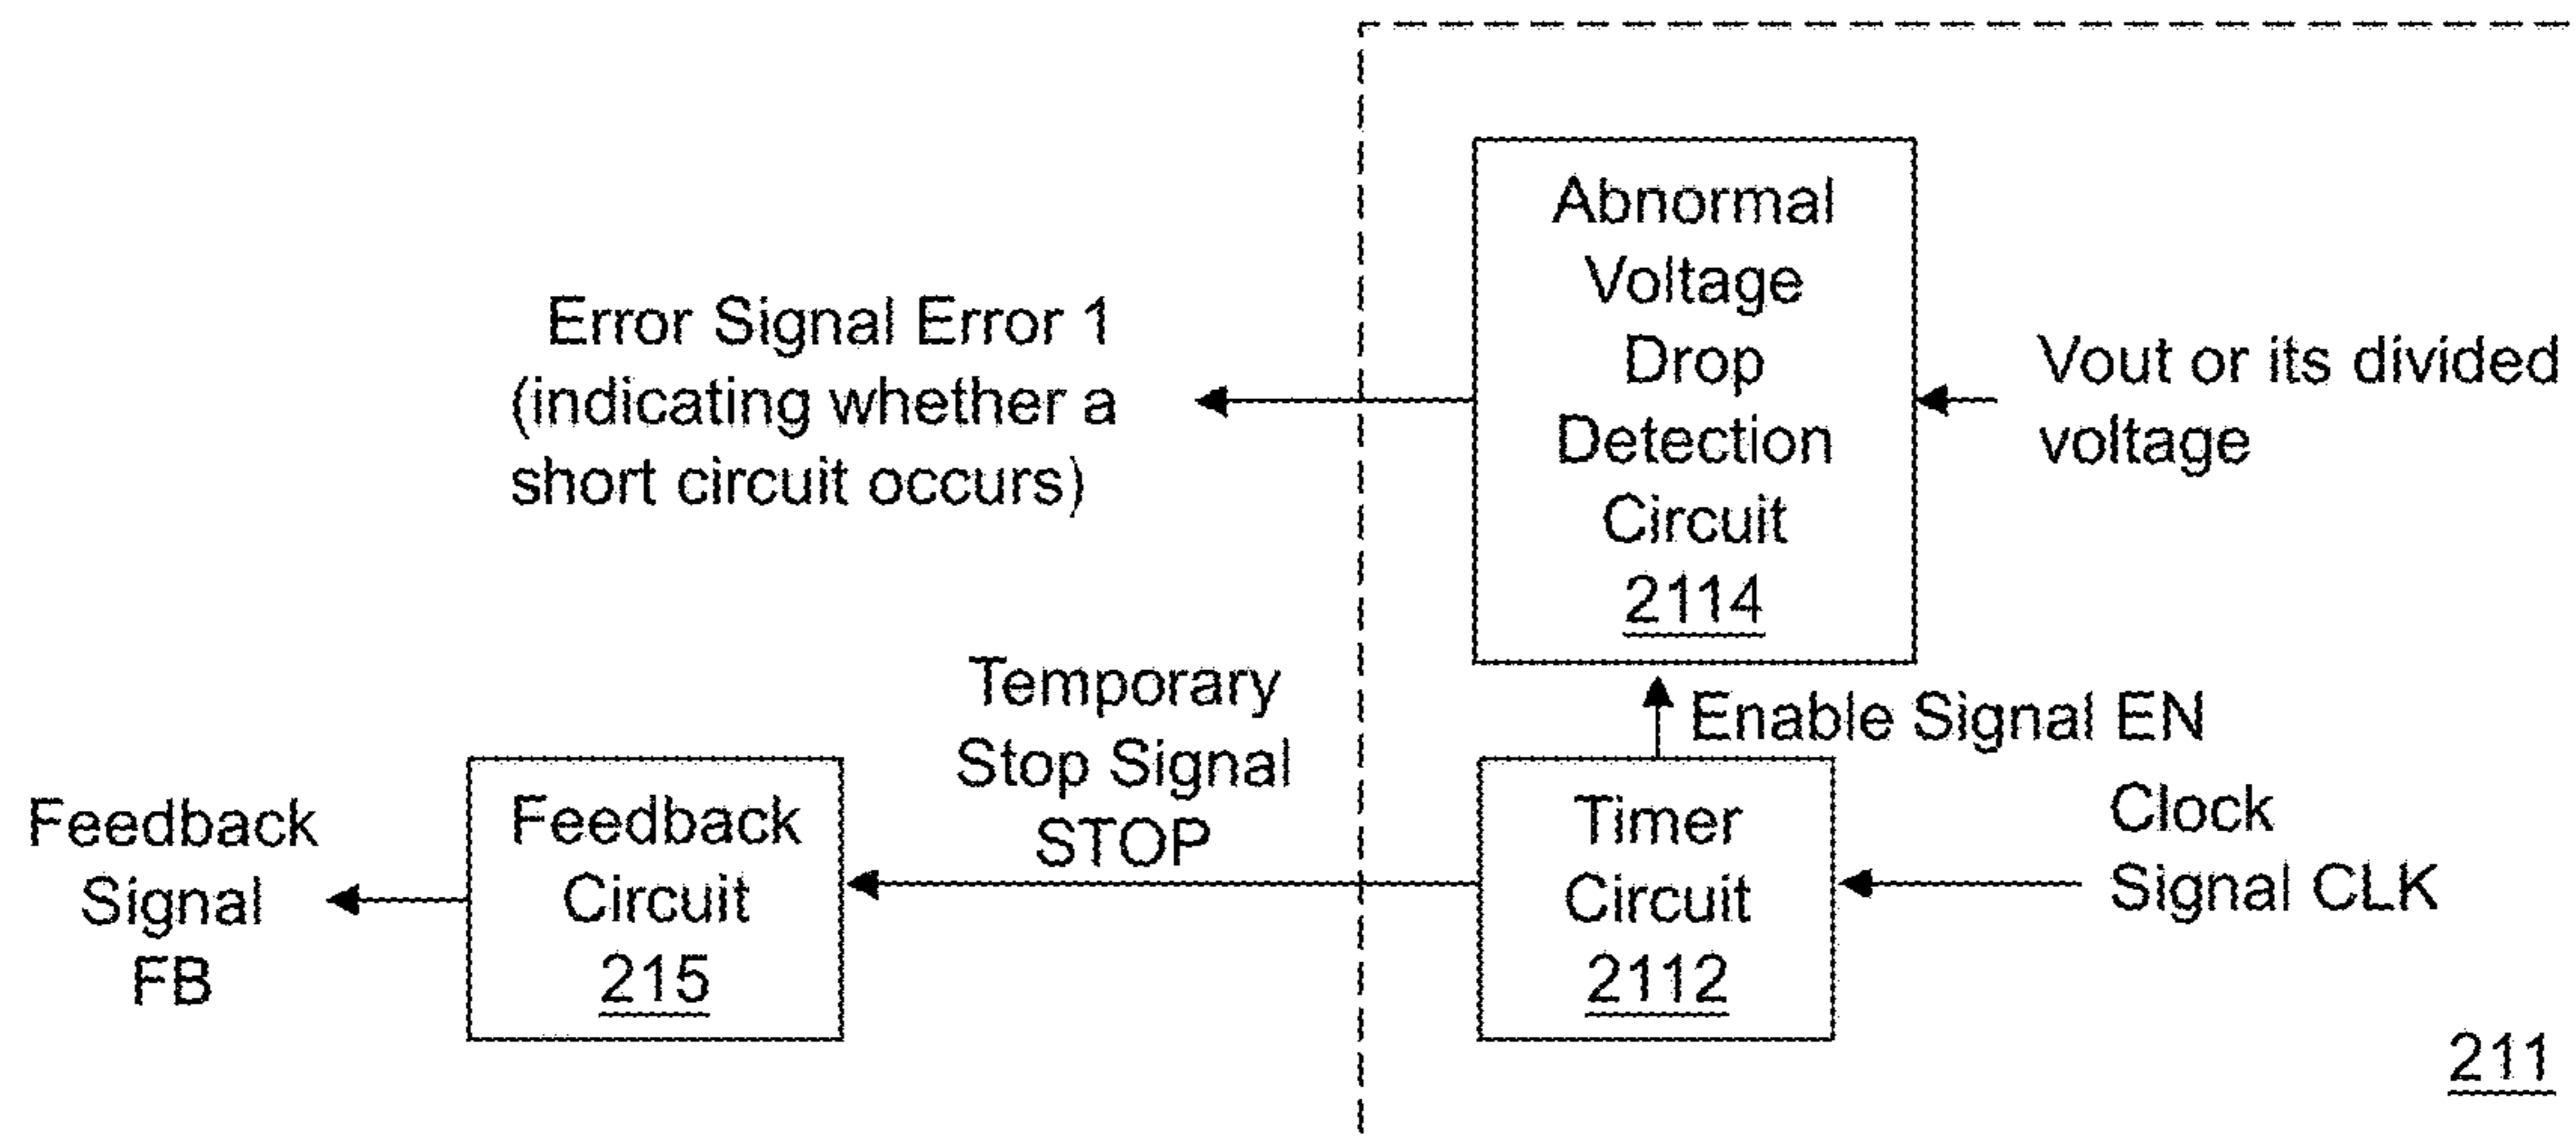 Abnormal
Voltage
Drop
Detection
Circuit
2114
Error Signal Error 1
(indicating whether a
short circuit occurs)
Vout or its divided
voltage
Temporary
Stop Signal
STOP
Enable Signal EN
Feedback
Signal
FB
Feedback
Circuit
215
Timer
Circuit
2112
Clock
Signal CLK
211